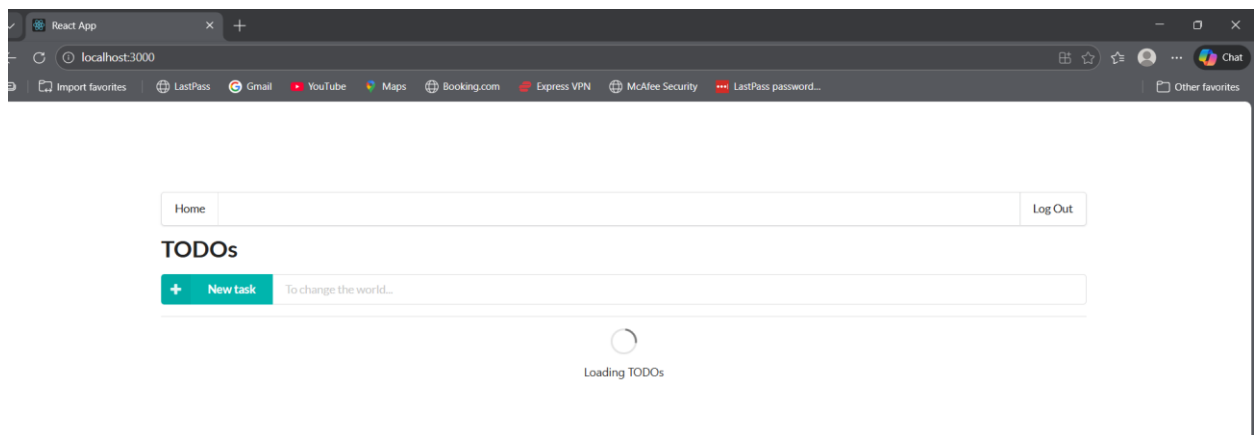 React App
localhost:3000
Chat
Import favorites LastPass Gmail YouTube Maps Booking.com Express VPN McAfee Security LastPass password... Other favorites
Home Log Out
TODOs
New task To change the world...
Loading TODOs